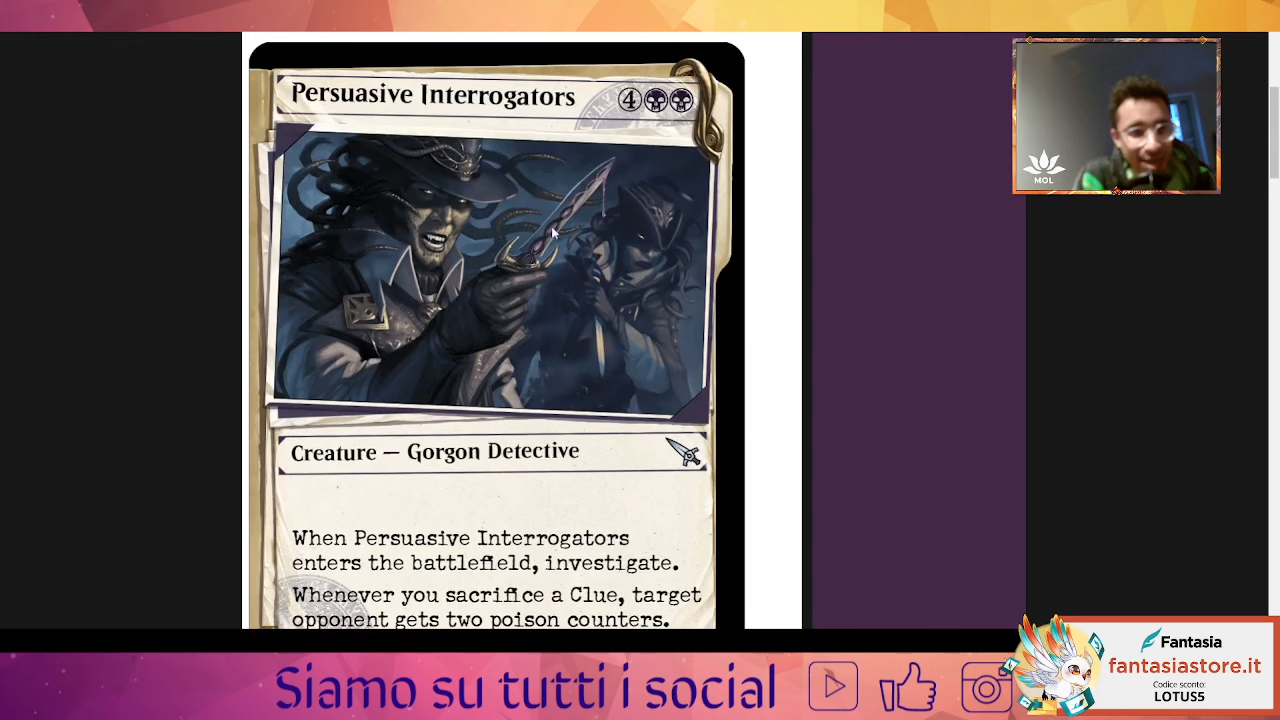 Persuasive Interrogators
4
MOL
Creature — Gorgon Detective
When Persuasive Interrogators
enters the battlefield, investigate.
Whenever you sacrifice a Clue, target
opponent gets two poison counters.
Siamo su tutti i social
Fantasia
fantasiastore.it
Codice sconto:
LOTUS5